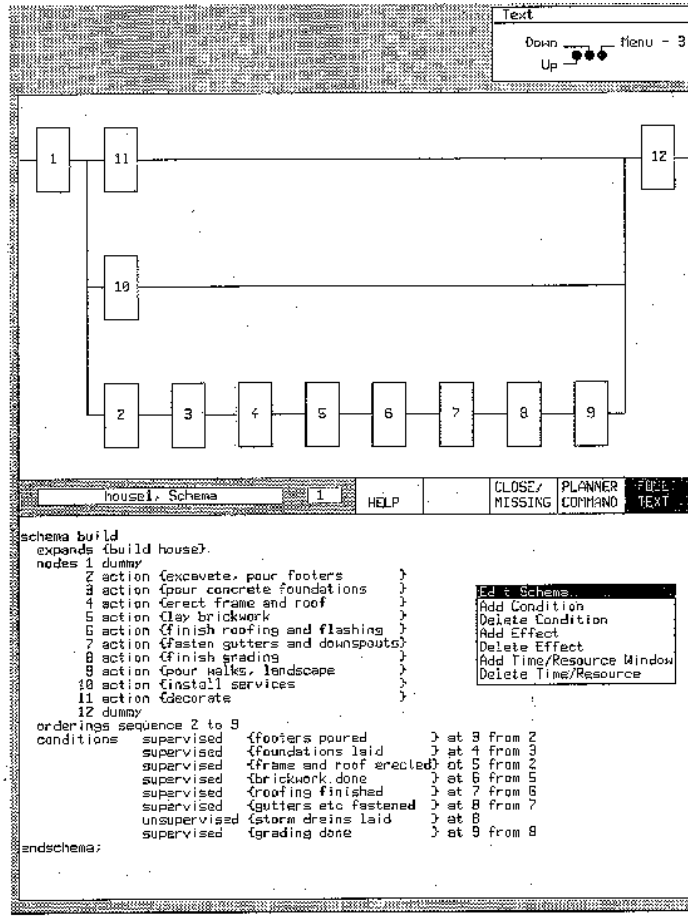 Text
Down Menu - 3
Up
1 11 12
10
2 3 4 5 6 7 8 9
house1, Schema 1 HELP CLOSE/ MISSING PLANNER COMMAND TEXT
schema build
expands {build house}.
nodes 1 dummy
2 action {excavate, pour footers }
3 action {pour concrete foundations }
4 action {erect frame and roof }
5 action {lay brickwork }
6 action {finish roofing and flashing }
7 action {fasten gutters and downspouts}
8 action {finish grading }
9 action {pour walks, landscape }
10 action {install services }
11 action {decorate }
12 dummy
Edit Schema
Add Condition
Delete Condition
Add Effect
Delete Effect
Add Time/Resource Window
Delete Time/Resource
orderings sequence 2 to 9
conditions supervised {footers poured } at 3 from 2
supervised {foundations laid } at 4 from 3
supervised {frame and roof erected} at 5 from 2
supervised {brickwork done } at 6 from 5
supervised {roofing finished } at 7 from 6
supervised {gutters etc fastened } at 8 from 7
unsupervised {storm drains laid } at 8
supervised {grading done } at 9 from 8
endschema;